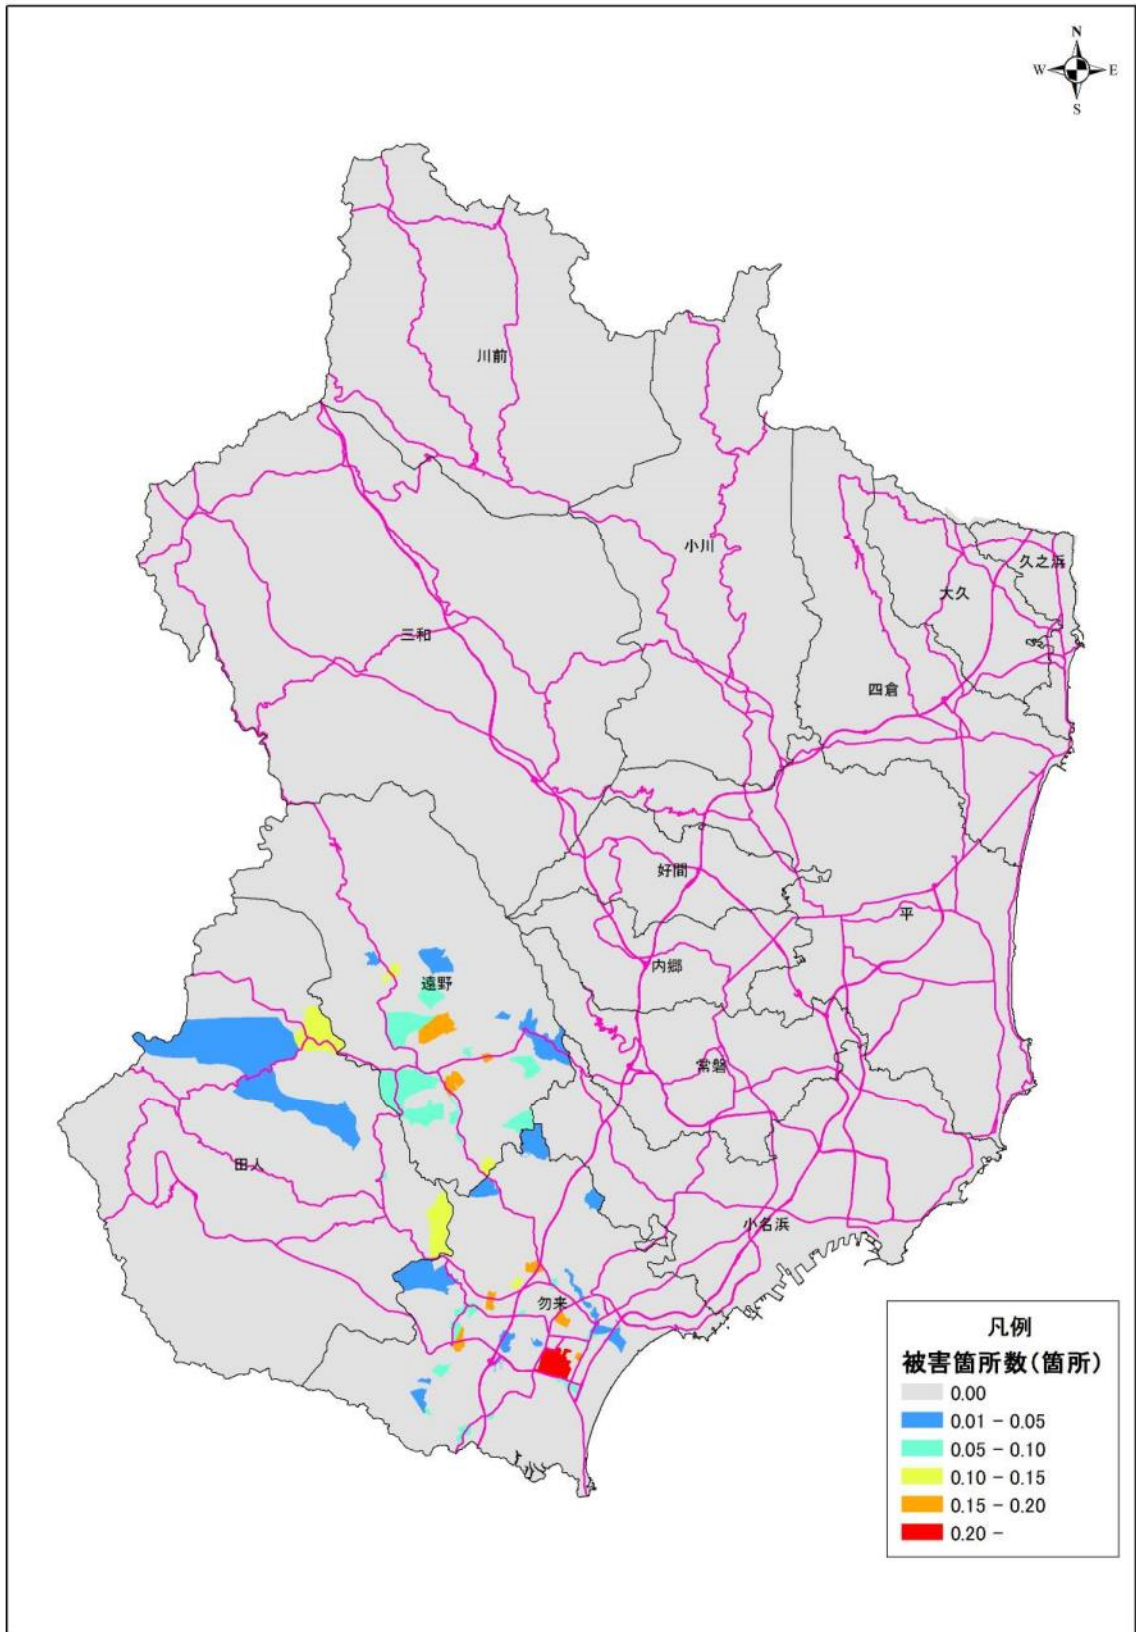 N
W E
S
川前
小川
久之浜
大久
三和
四倉
好間
平
内郷
遠野
常磐
田人
小名浜
勿来
凡例
被害箇所数(箇所)
0.00
0.01 - 0.05
0.05 - 0.10
0.10 - 0.15
0.15 - 0.20
0.20 -